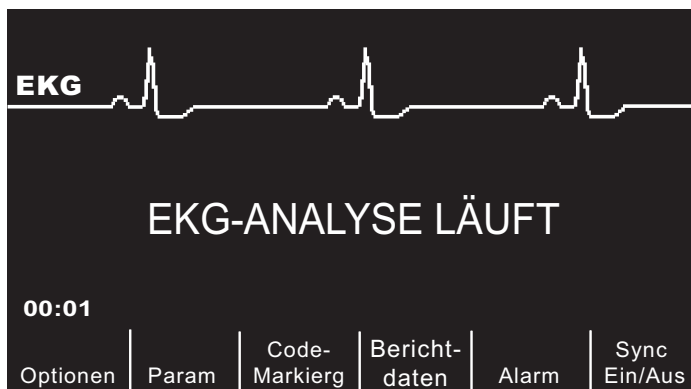 EKG
EKG-ANALYSE LÄUFT
00:01
Optionen
Param
Code-
Markierg
Bericht-
daten
Alarm
Sync
Ein/Aus